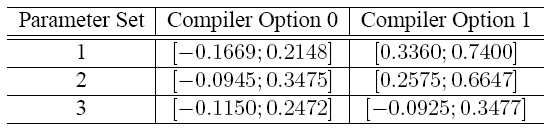 Parameter Set Compiler Option 0 Compiler Option 1
1 [−0.1669; 0.2148] [0.3360; 0.7400]
2 [−0.0945; 0.3475] [0.2575; 0.6647]
3 [−0.1150; 0.2472] [−0.0925; 0.3477]